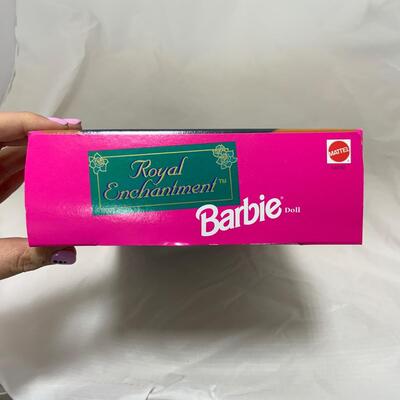 Royal
Enchantment™
Barbie® Doll
MATTEL